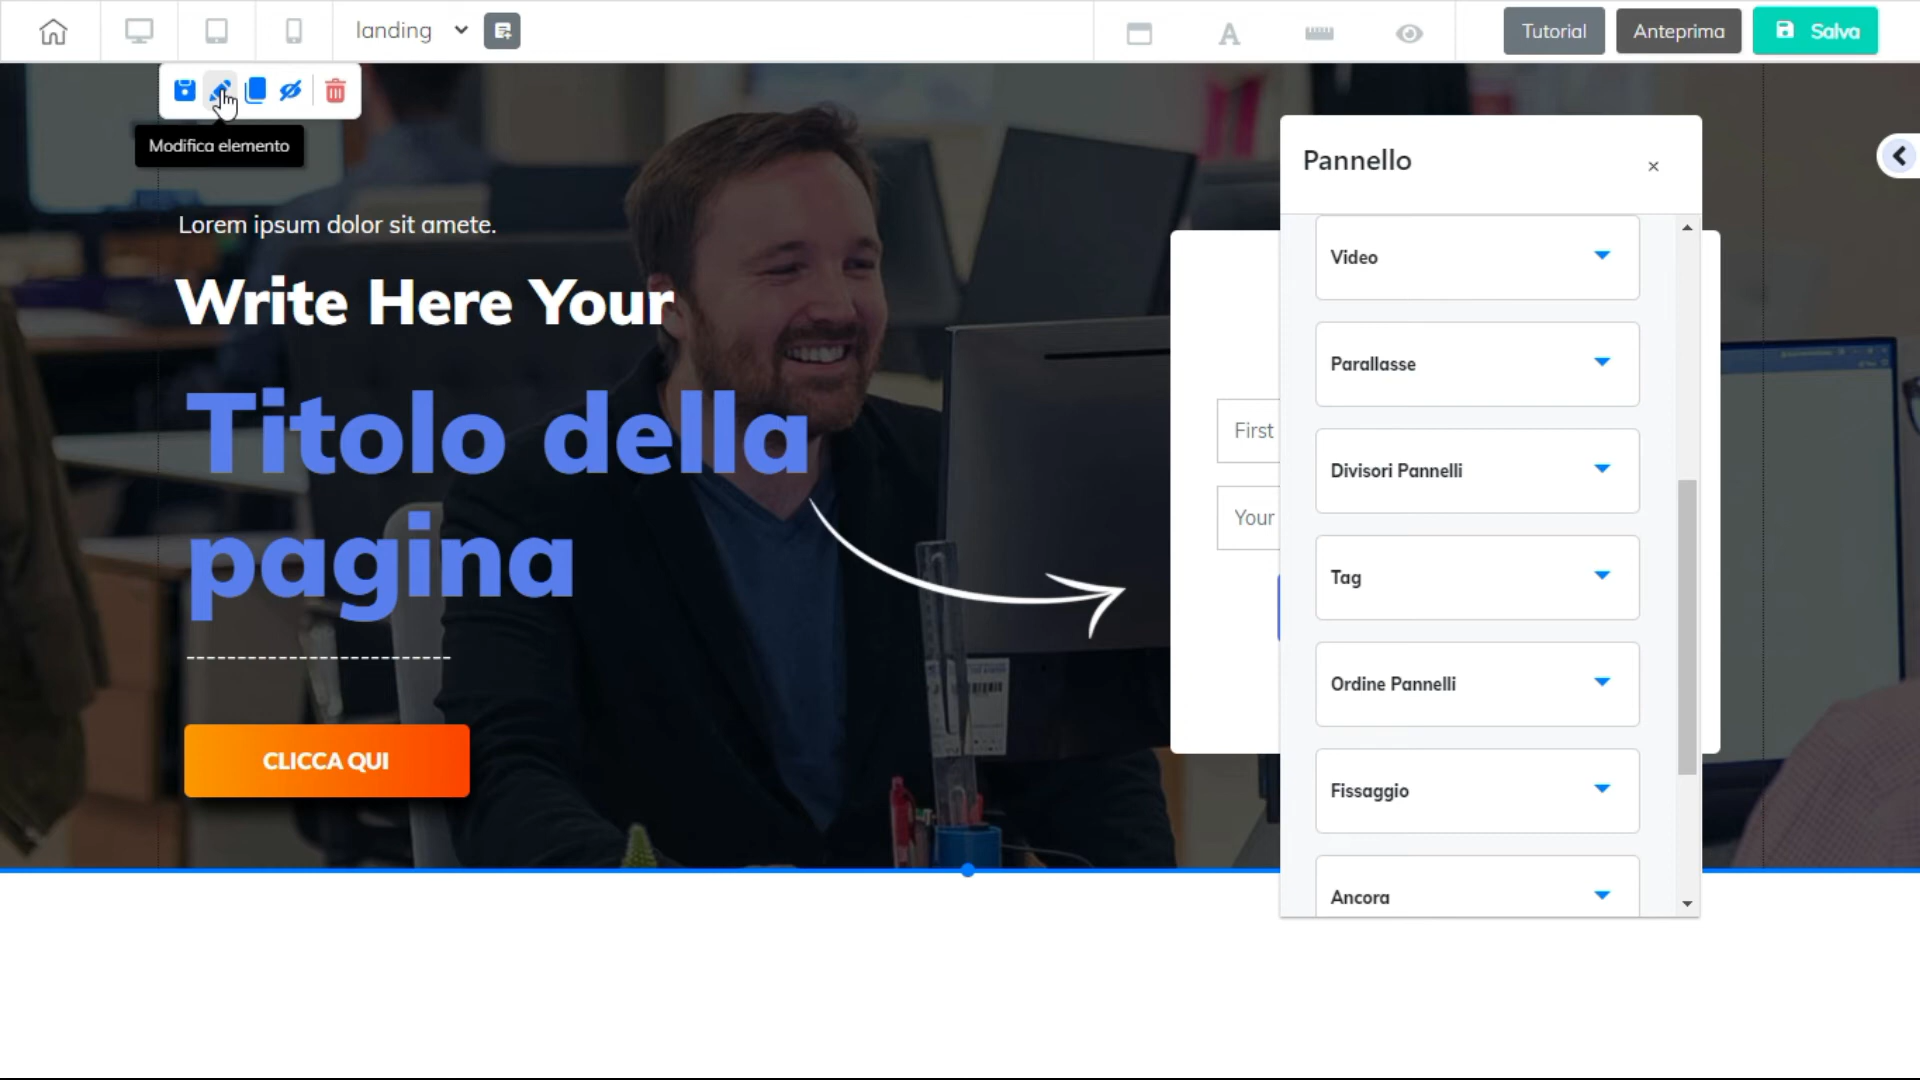 landing
Tutorial
Anteprima
Salva
Modifica elemento
Lorem ipsum dolor sit amete.
Write Here Your
Titolo della
pagina
--------------------------
CLICCA QUI
First
Your
Pannello
×
Video
Parallasse
Divisori Pannelli
Tag
Ordine Pannelli
Fissaggio
Ancora